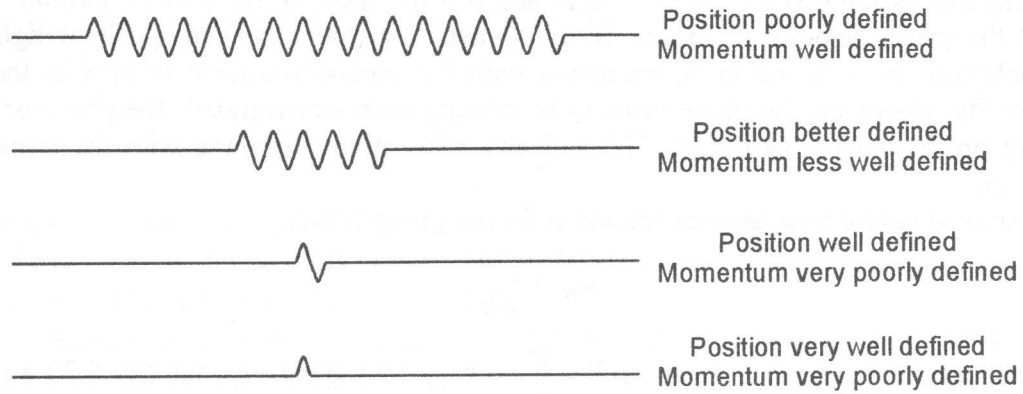 Position poorly defined
Momentum well defined
Position better defined
Momentum less well defined
Position well defined
Momentum very poorly defined
Position very well defined
Momentum very poorly defined